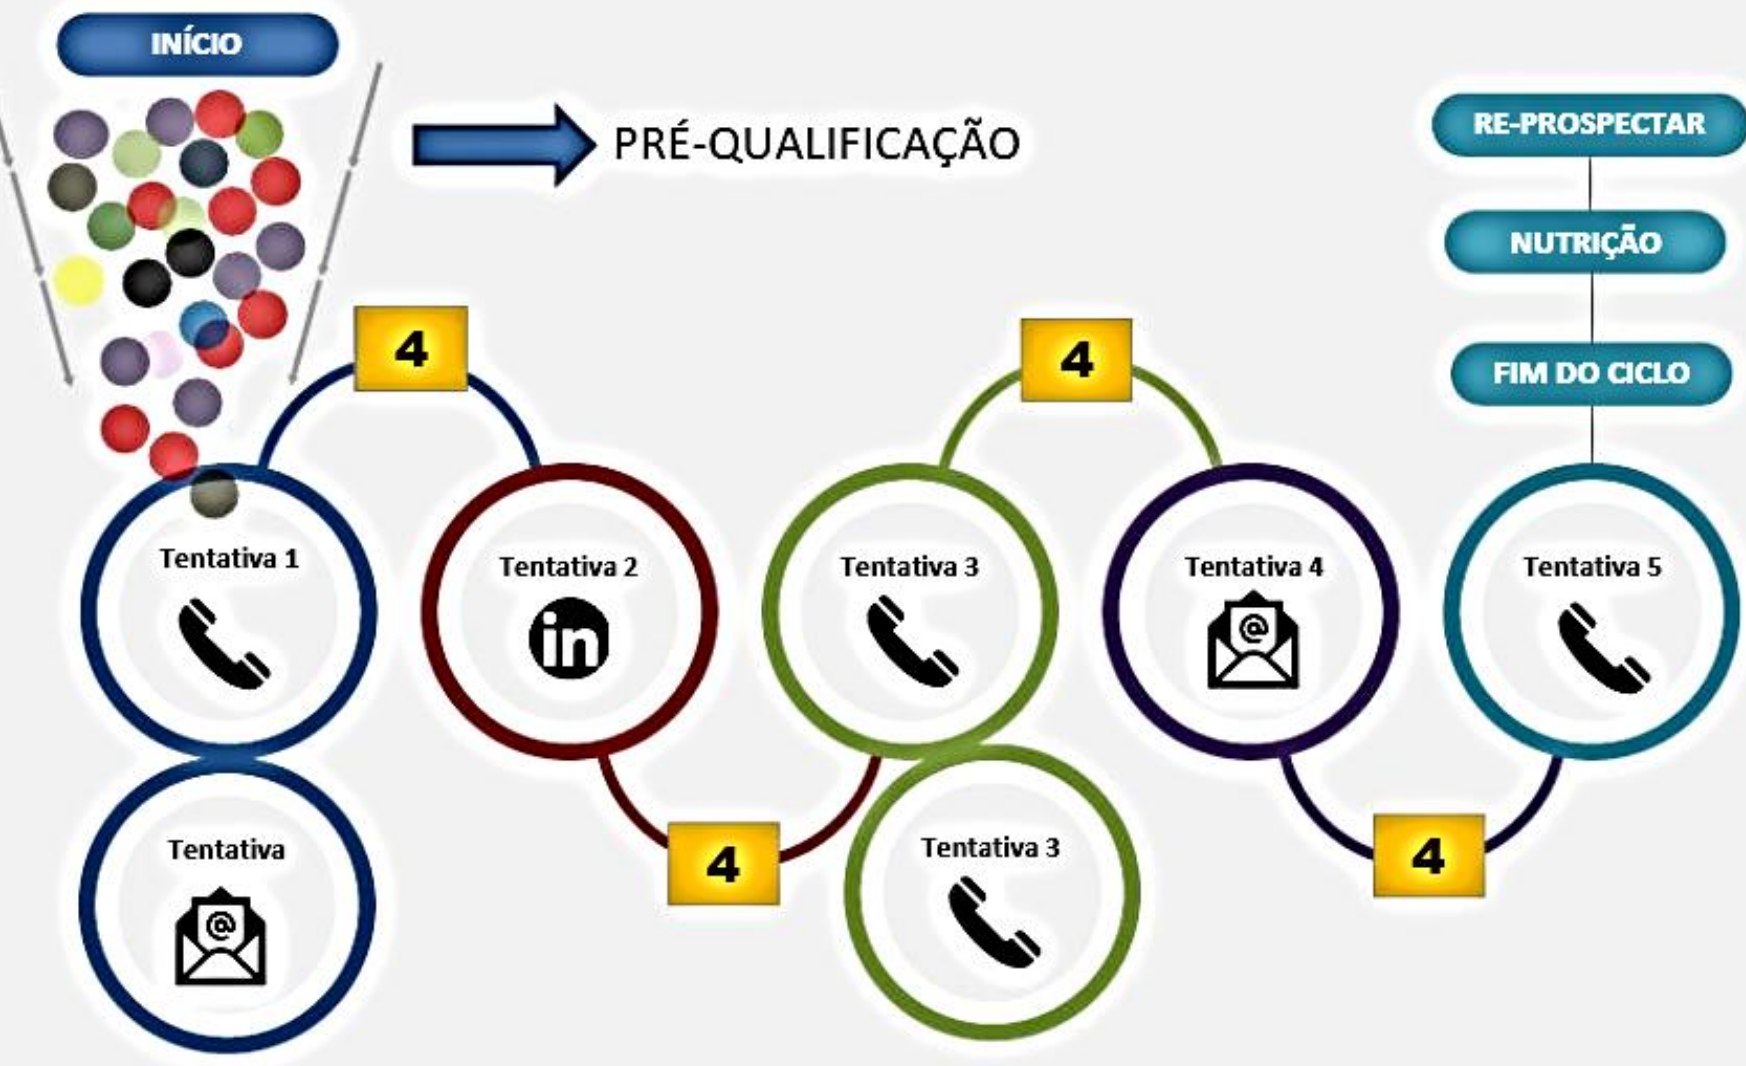 INÍCIO
PRÉ-QUALIFICAÇÃO
RE-PROSPECTAR
NUTRIÇÃO
FIM DO CICLO
4
4
Tentativa 1
Tentativa 2
in
Tentativa 3
Tentativa 4
@
Tentativa 5
4
4
Tentativa
@
Tentativa 3